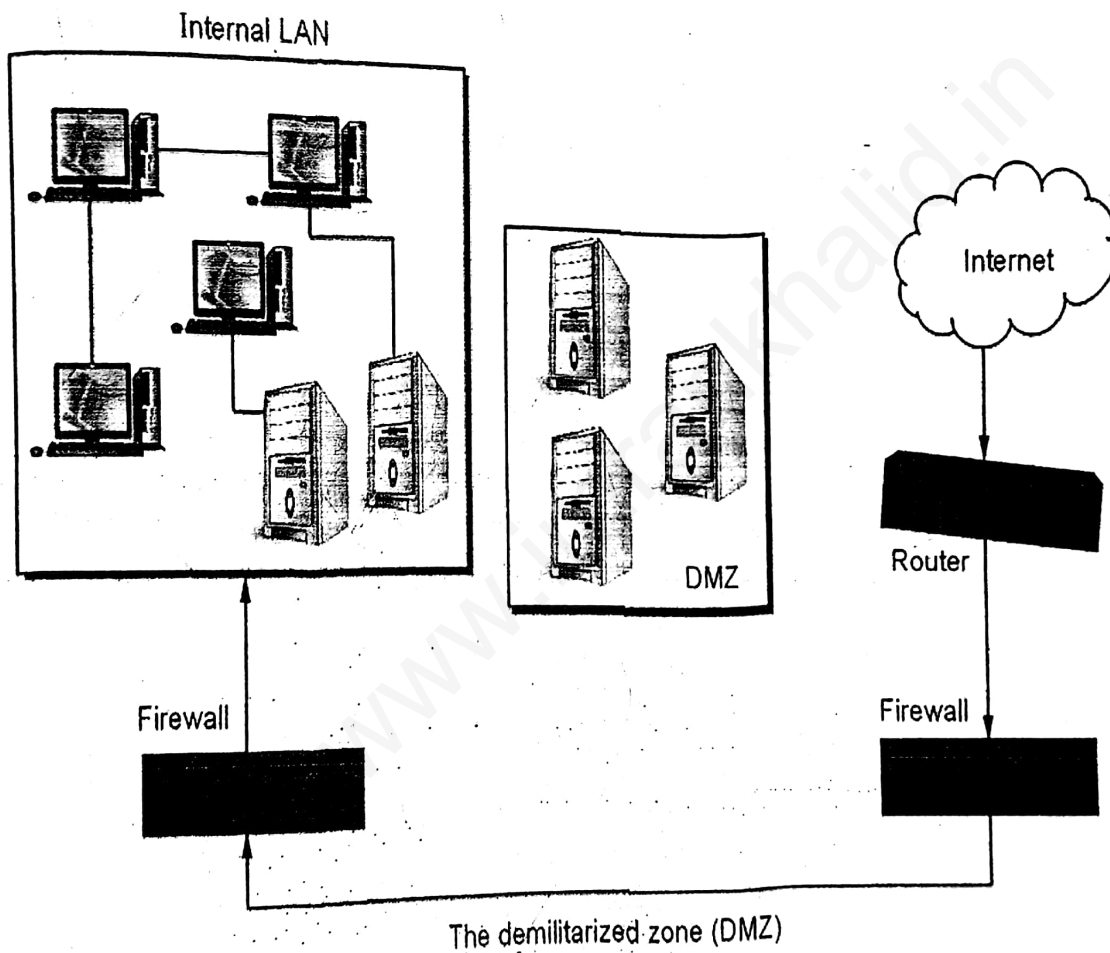 Internal LAN
Internet
DMZ
Router
Firewall
Firewall
The demilitarized zone (DMZ)